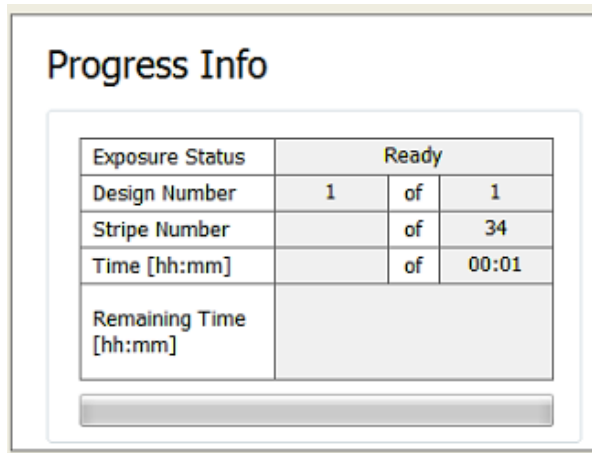 Progress Info
Exposure Status Ready
Design Number 1 of 1
Stripe Number of 34
Time [hh:mm] of 00:01
Remaining Time
[hh:mm]